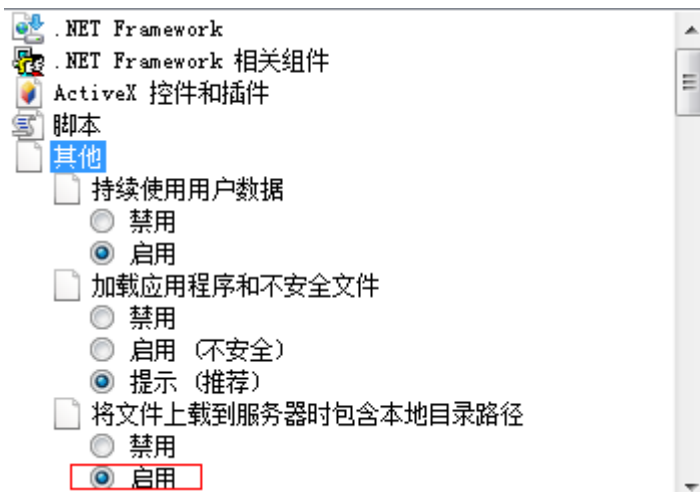 .NET Framework
.NET Framework 相关组件
ActiveX 控件和插件
脚本
其他
持续使用用户数据
禁用
启用
加载应用程序和不安全文件
禁用
启用（不安全）
提示（推荐）
将文件上载到服务器时包含本地目录路径
禁用
启用